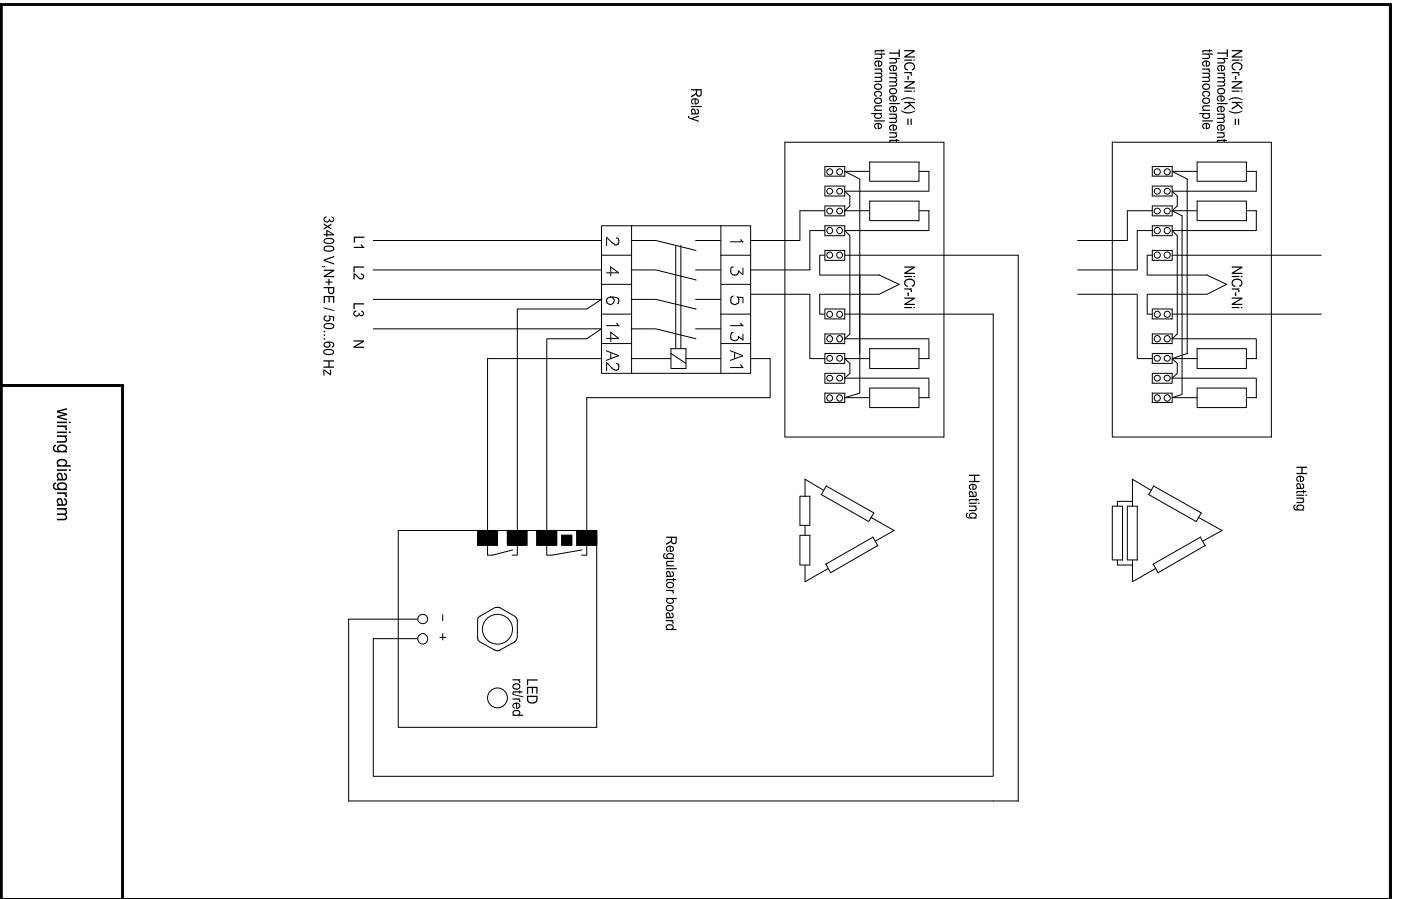 NiCr-Ni (K) =
Thermoelement
thermocouple
NiCr-Ni
Heating
NiCr-Ni (K) =
Thermoelement
thermocouple
NiCr-Ni
Heating
Relay
1
3
5
13
A1
2
4
6
14
A2
L1
L2
L3
N
3x400 V,N+PE / 50...60 Hz
Regulator board
LED
rot/red
-
+
wiring diagram